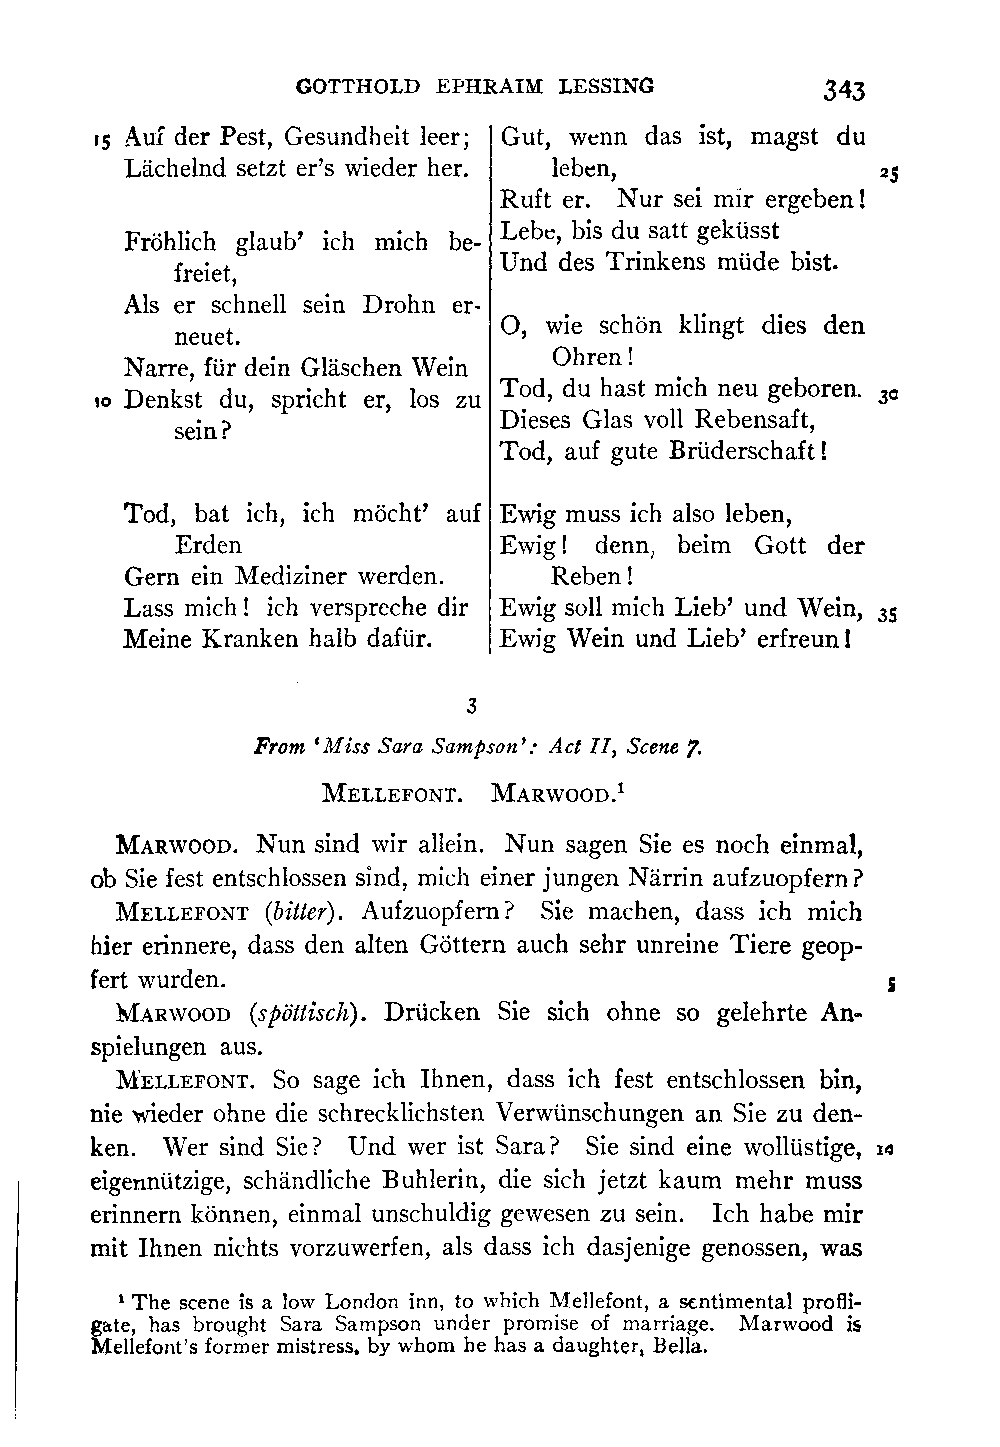 GOTTHOLD EPHRAIM LESSING 343
15 Auf der Pest, Gesundheit leer;
Lächelnd setzt er's wieder her.
Fröhlich glaub' ich mich be-
freiet,
Als er schnell sein Drohn er-
neuet.
Narre, für dein Gläschen Wein
10 Denkst du, spricht er, los zu
sein?
Tod, bat ich, ich möcht' auf
Erden
Gern ein Mediziner werden.
Lass mich! ich verspreche dir
Meine Kranken halb dafür.
Gut, wenn das ist, magst du
leben, 25
Ruft er. Nur sei mir ergeben!
Lebe, bis du satt geküsst
Und des Trinkens müde bist.
O, wie schön klingt dies den
Ohren!
Tod, du hast mich neu geboren. 30
Dieses Glas voll Rebensaft,
Tod, auf gute Brüderschaft!
Ewig muss ich also leben,
Ewig! denn, beim Gott der
Reben!
Ewig soll mich Lieb' und Wein, 35
Ewig Wein und Lieb' erfreun!
3
From 'Miss Sara Sampson': Act II, Scene 7.
MELLEFONT. MARWOOD.¹
MARWOOD. Nun sind wir allein. Nun sagen Sie es noch einmal,
ob Sie fest entschlossen sind, mich einer jungen Närrin aufzuopfern?
MELLEFONT (bitter). Aufzuopfern? Sie machen, dass ich mich
hier erinnere, dass den alten Göttern auch sehr unreine Tiere geop-
fert wurden. 5
MARWOOD (spöttisch). Drücken Sie sich ohne so gelehrte An-
spielungen aus.
MELLEFONT. So sage ich Ihnen, dass ich fest entschlossen bin,
nie wieder ohne die schrecklichsten Verwünschungen an Sie zu den-
ken. Wer sind Sie? Und wer ist Sara? Sie sind eine wollüstige, 10
eigennützige, schändliche Buhlerin, die sich jetzt kaum mehr muss
erinnern können, einmal unschuldig gewesen zu sein. Ich habe mir
mit Ihnen nichts vorzuwerfen, als dass ich dasjenige genossen, was
¹ The scene is a low London inn, to which Mellefont, a sentimental profli-
gate, has brought Sara Sampson under promise of marriage. Marwood is
Mellefont's former mistress, by whom he has a daughter, Bella.